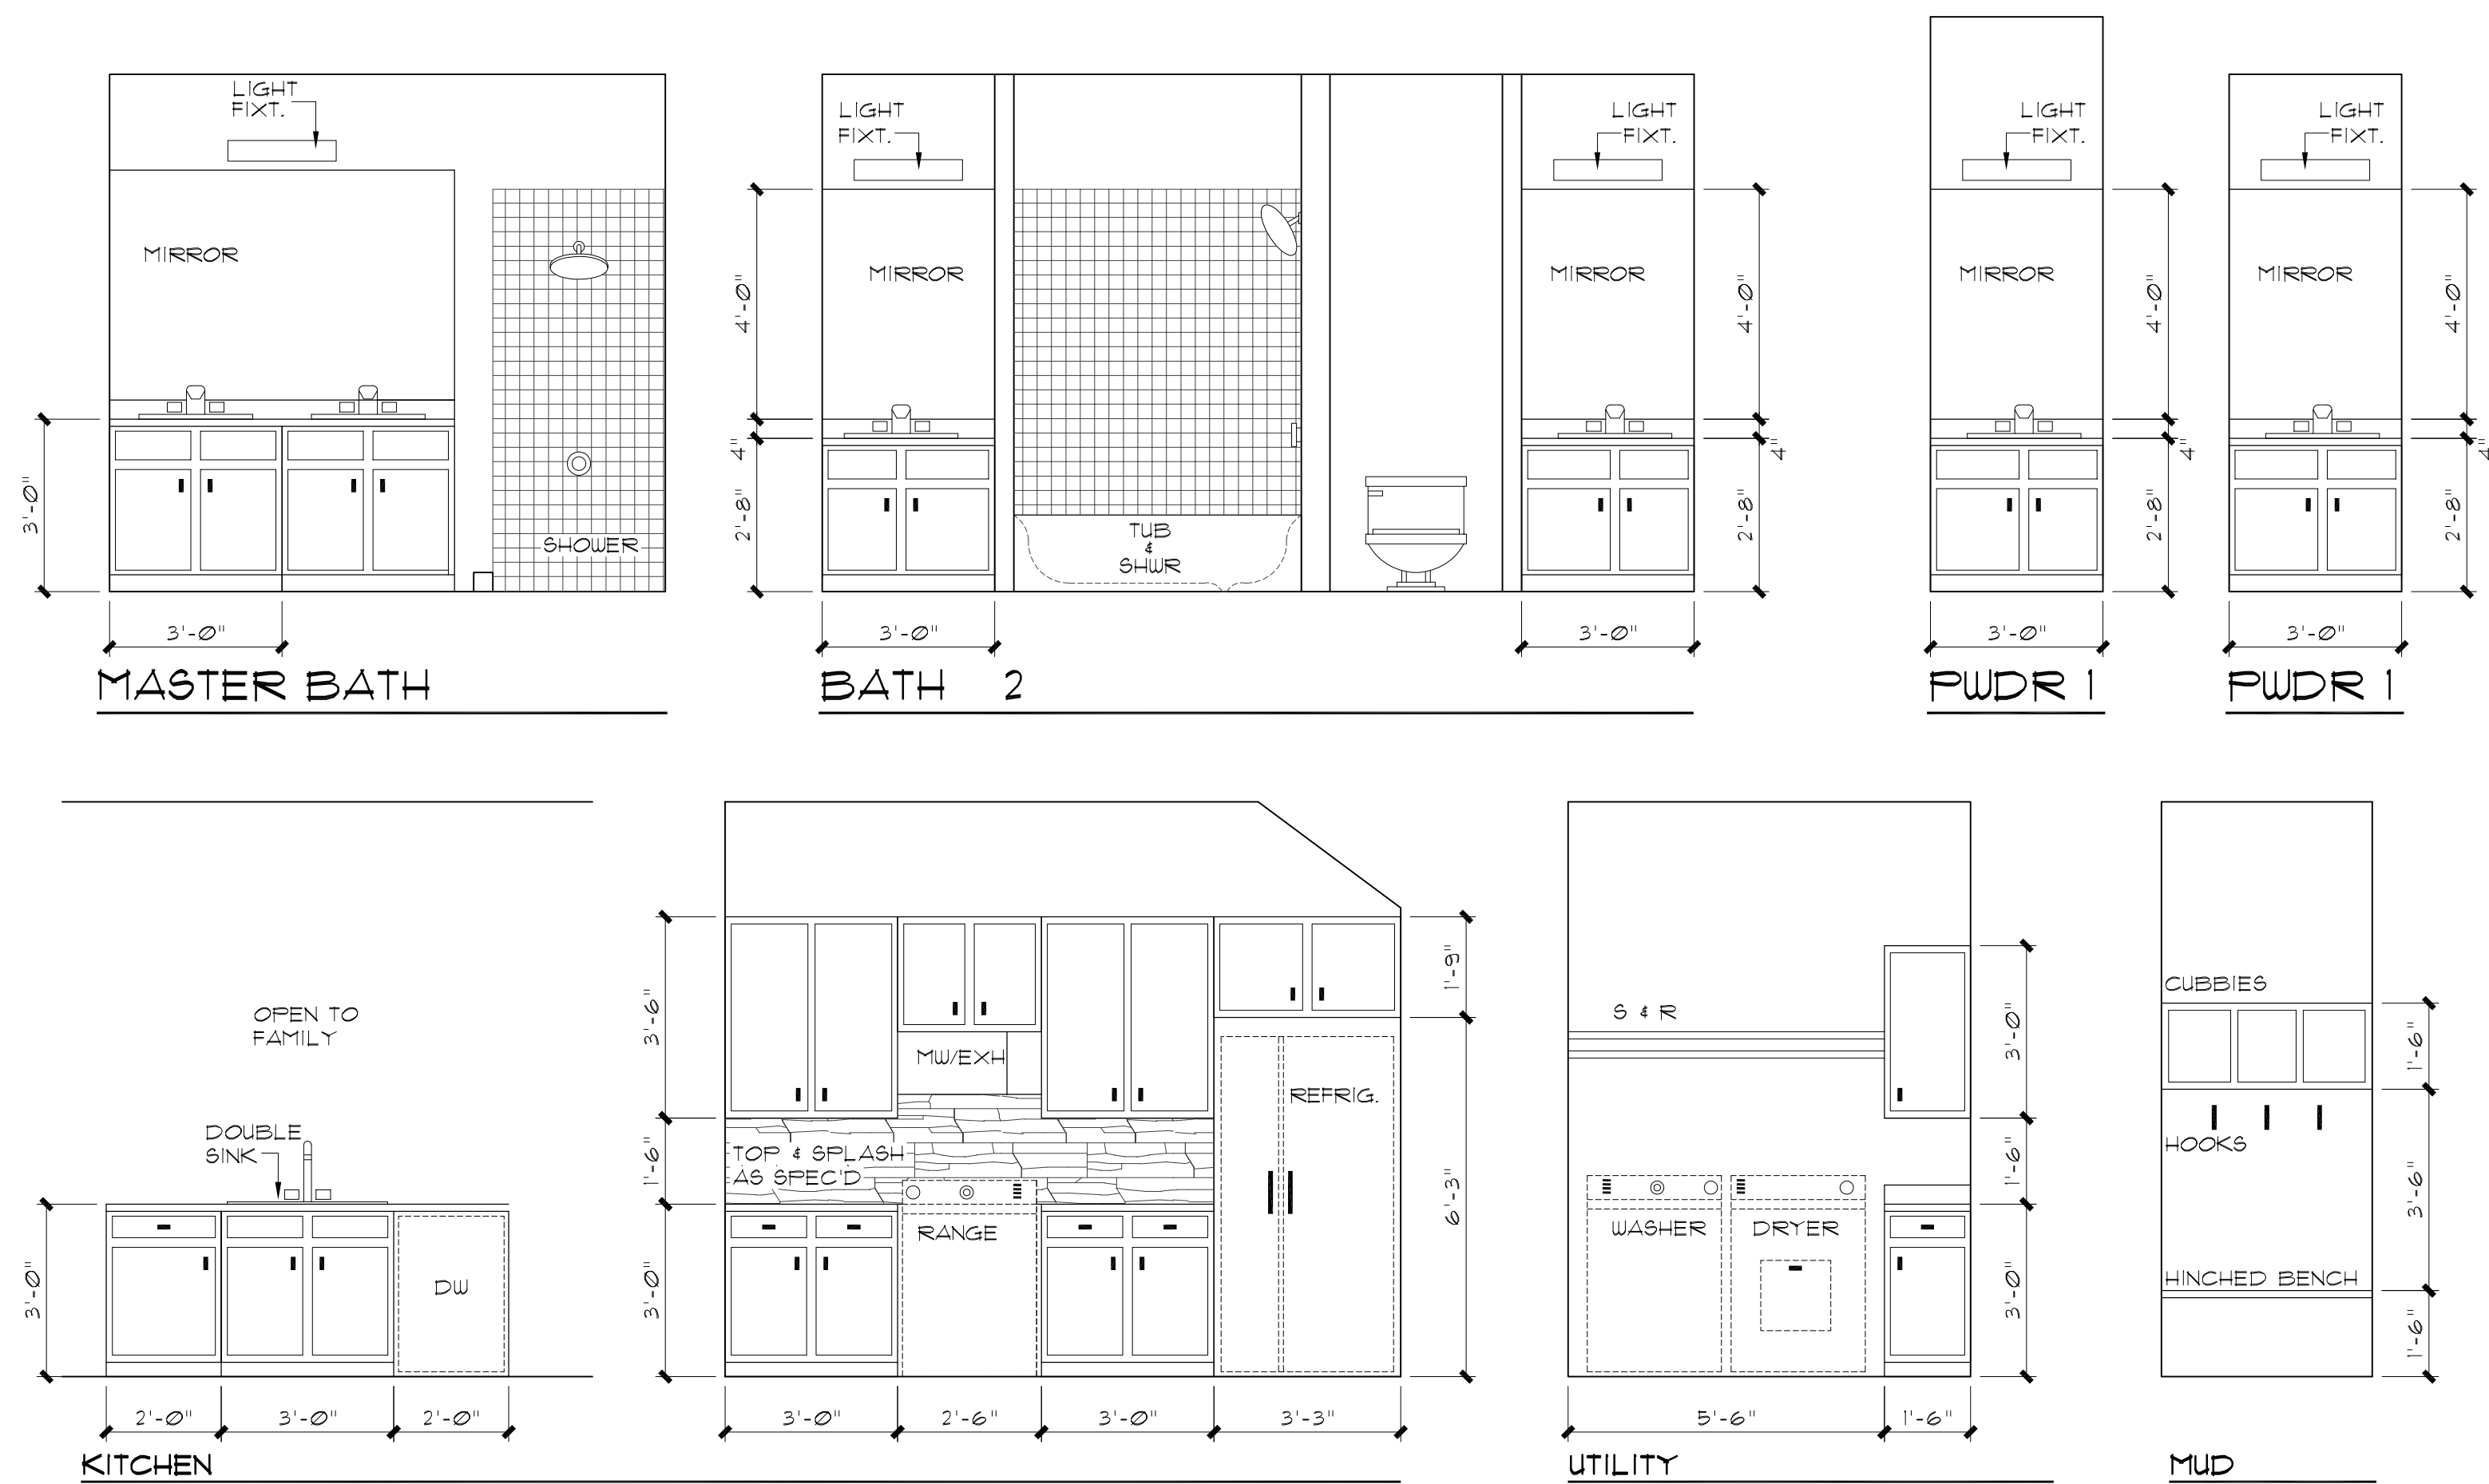 LIGHT
FIXT.
MIRROR
SHOWER
3'-0"
3'-0"
MASTER BATH
LIGHT
FIXT.
MIRROR
4'-0"
4"
2'-8"
TUB
&
SHWR
LIGHT
FIXT.
MIRROR
4'-0"
4"
2'-8"
3'-0"
3'-0"
BATH 2
LIGHT
FIXT.
MIRROR
4'-0"
4"
2'-8"
3'-0"
PWDR 1
LIGHT
FIXT.
MIRROR
4'-0"
4"
2'-8"
3'-0"
PWDR 1
OPEN TO
FAMILY
DOUBLE
SINK
DW
3'-0"
2'-0"
3'-0"
2'-0"
KITCHEN
3'-6"
1'-6"
3'-0"
MW/EXH
TOP & SPLASH
AS SPEC'D
RANGE
REFRIG.
1'-9"
6'-3"
3'-0"
2'-6"
3'-0"
3'-3"
S & R
WASHER
DRYER
3'-0"
1'-6"
3'-0"
5'-6"
1'-6"
UTILITY
CUBBIES
HOOKS
HINCHED BENCH
1'-6"
3'-6"
1'-6"
MUD